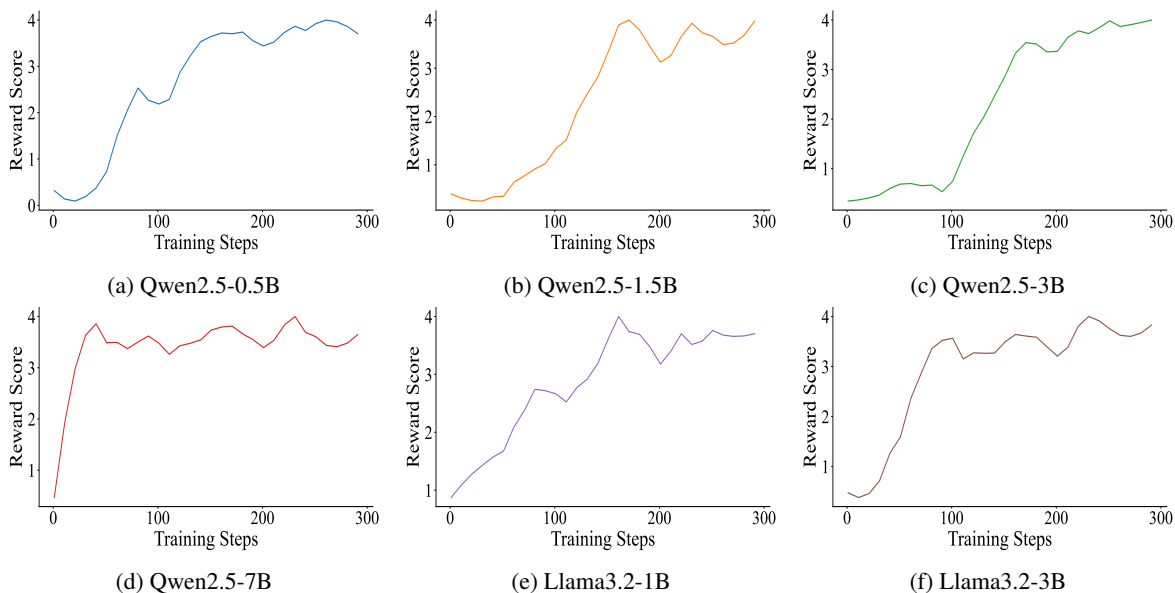 Reward Score
4
3
2
1
0
0 100 200 300
Training Steps
(a) Qwen2.5-0.5B
Reward Score
4
3
2
1
0 100 200 300
Training Steps
(b) Qwen2.5-1.5B
Reward Score
4
3
2
1
0 100 200 300
Training Steps
(c) Qwen2.5-3B
Reward Score
4
3
2
1
0 100 200 300
Training Steps
(d) Qwen2.5-7B
Reward Score
4
3
2
1
0 100 200 300
Training Steps
(e) Llama3.2-1B
Reward Score
4
3
2
1
0 100 200 300
Training Steps
(f) Llama3.2-3B